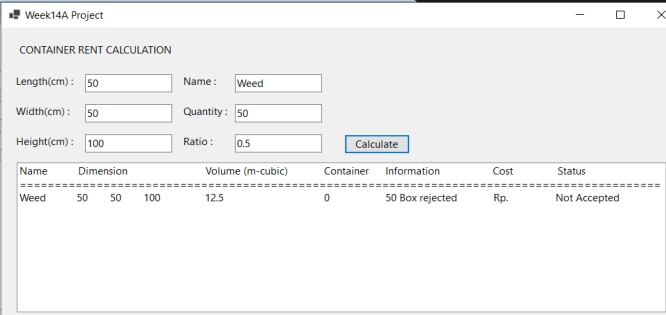 Week14A Project
CONTAINER RENT CALCULATION
Length(cm) : 50 Name : Weed
Width(cm) : 50 Quantity : 50
Height(cm) : 100 Ratio : 0.5 Calculate
Name Dimension Volume (m-cubic) Container Information Cost Status
==========================================================================================
Weed 50 50 100 12.5 0 50 Box rejected Rp. Not Accepted